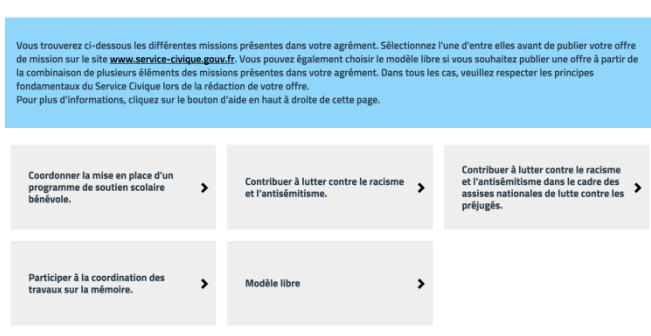 Vous trouverez ci-dessous les différentes missions présentes dans votre agrément. Sélectionnez l'une d'entre elles avant de publier votre offre
de mission sur le site www.service-civique.gouv.fr. Vous pouvez également choisir le modèle libre si vous souhaitez publier une offre à partir de
la combinaison de plusieurs éléments des missions présentes dans votre agrément. Dans tous les cas, veuillez respecter les principes
fondamentaux du Service Civique lors de la rédaction de votre offre.
Pour plus d'informations, cliquez sur le bouton d'aide en haut à droite de cette page.
Coordonner la mise en place d'un
programme de soutien scolaire
bénévole.
Contribuer à lutter contre le racisme
et l'antisémitisme.
Contribuer à lutter contre le racisme
et l'antisémitisme dans le cadre des
assises nationales de lutte contre les
préjugés.
Participer à la coordination des
travaux sur la mémoire.
Modèle libre